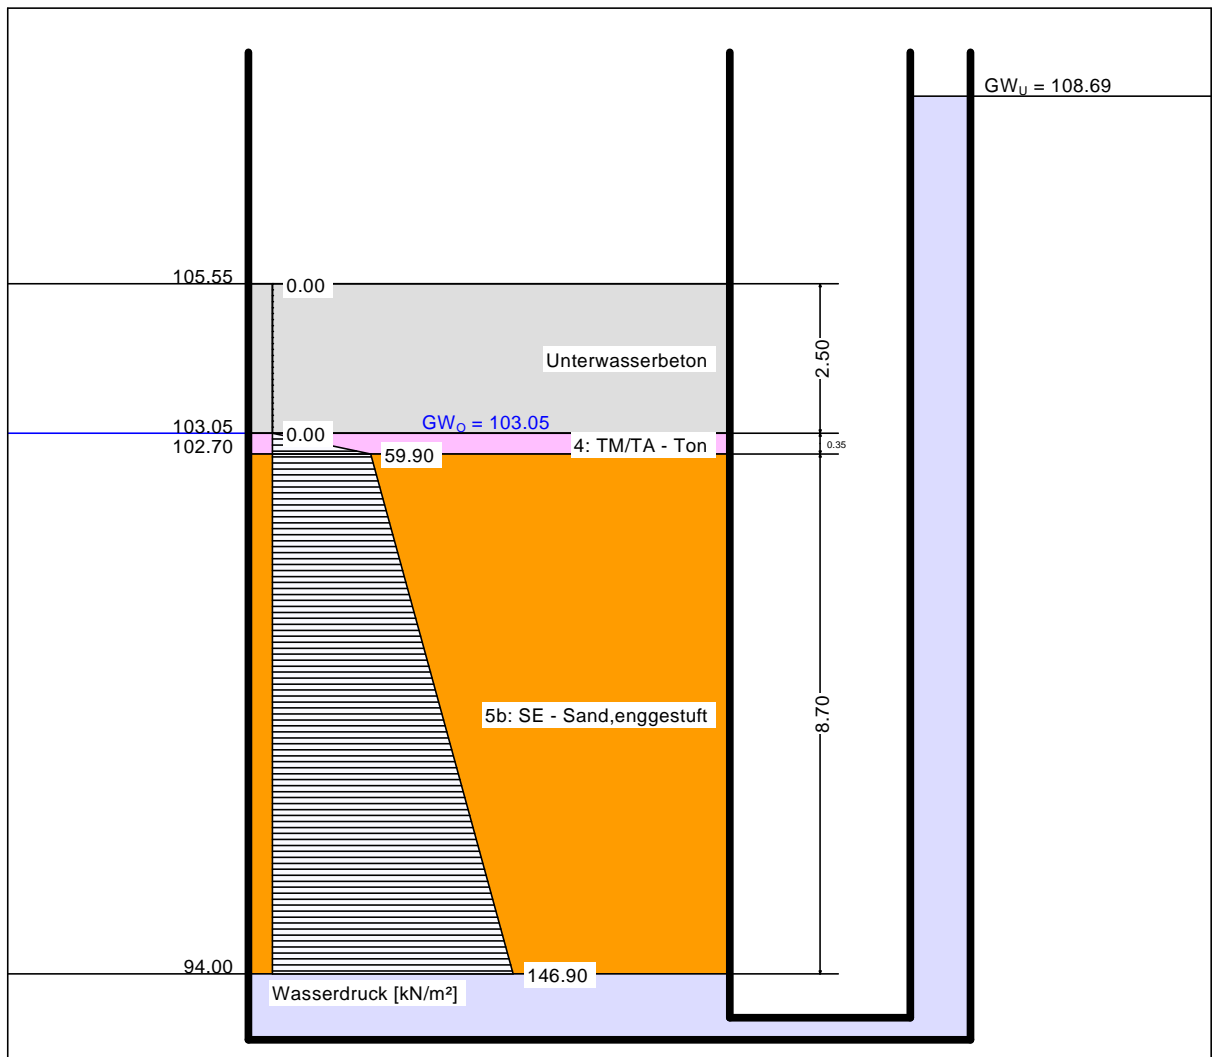 GWU = 108.69
105.55
0.00
Unterwasserbeton
2.50
GWO = 103.05
103.05
0.00
102.70
4: TM/TA - Ton
0.35
59.90
5b: SE - Sand,enggestuft
8.70
94.00
146.90
Wasserdruck [kN/m²]